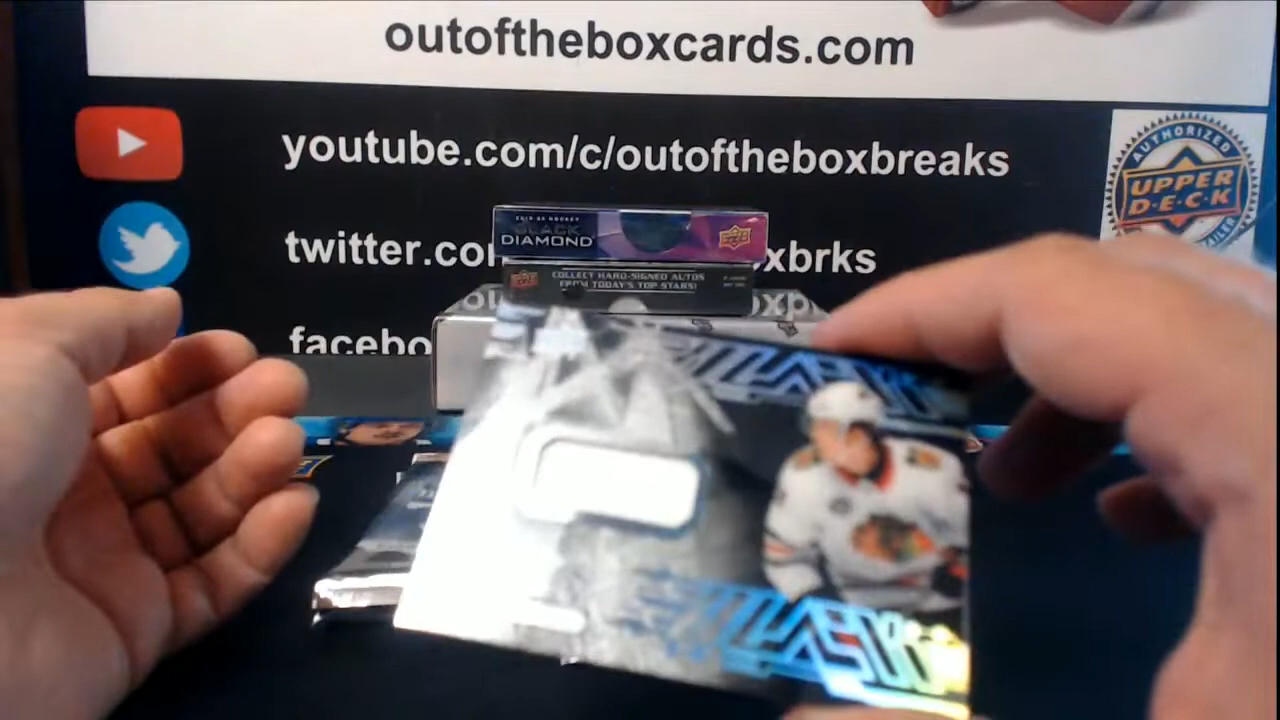 outoftheboxcards.com
youtube.com/c/outoftheboxbreaks
AUTHORIZED
UPPER
D·E·C·K
twitter.co
xbrks
BLACK
DIAMOND
COLLECT HARD-SIGNED AUTOS
FROM TODAY'S TOP STARS!
facebo